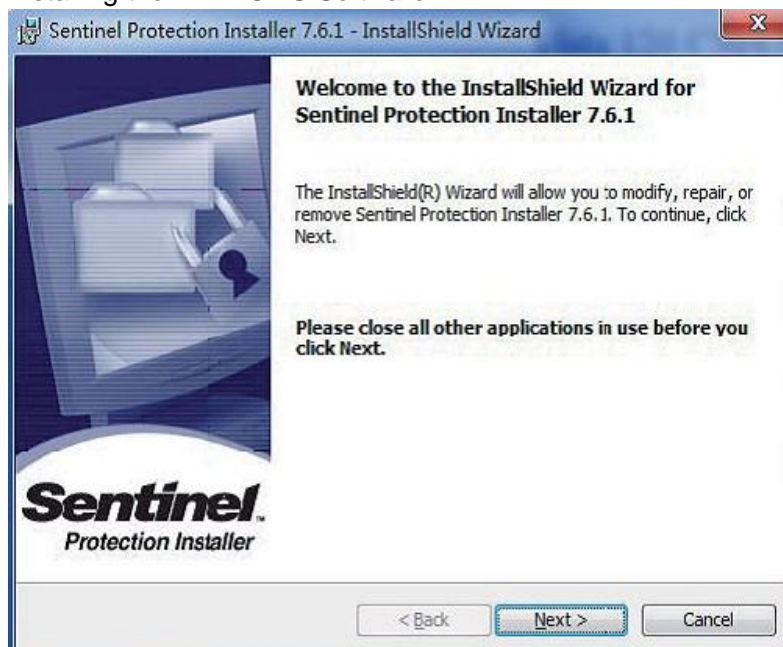 Sentinel Protection Installer 7.6.1 - InstallShield Wizard
X
Welcome to the InstallShield Wizard for
Sentinel Protection Installer 7.6.1
The InstallShield(R) Wizard will allow you to modify, repair, or
remove Sentinel Protection Installer 7.6.1. To continue, click
Next.
Please close all other applications in use before you
click Next.
Sentinel.
Protection Installer
< Back
Next >
Cancel